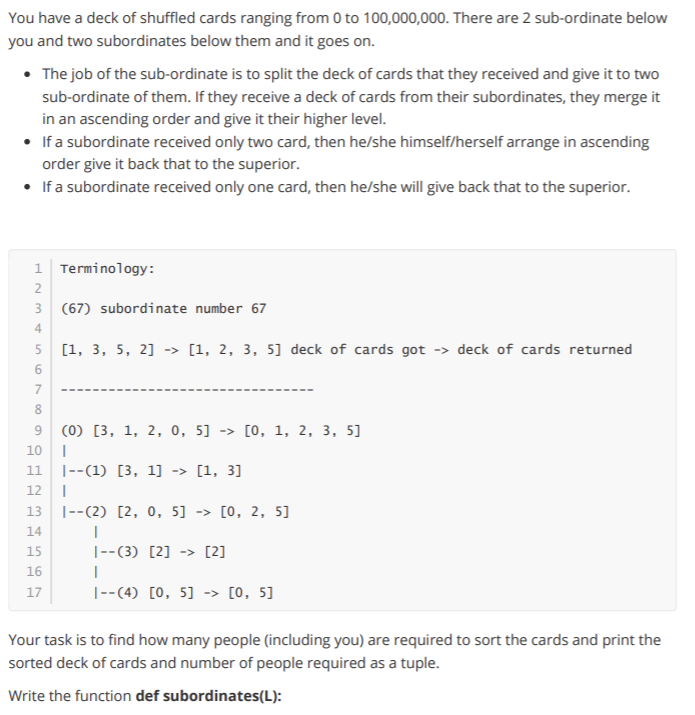 You have a deck of shuffled cards ranging from 0 to 100,000,000. There are 2 sub-ordinate below
you and two subordinates below them and it goes on.
• The job of the sub-ordinate is to split the deck of cards that they received and give it to two
sub-ordinate of them. If they receive a deck of cards from their subordinates, they merge it
in an ascending order and give it their higher level.
• If a subordinate received only two card, then he/she himself/herself arrange in ascending
order give it back that to the superior.
• If a subordinate received only one card, then he/she will give back that to the superior.
1 Terminology:
2
3 (67) subordinate number 67
4
5 [1, 3, 5, 2] -> [1, 2, 3, 5] deck of cards got -> deck of cards returned
6
7 --------------------------------
8
9 (0) [3, 1, 2, 0, 5] -> [0, 1, 2, 3, 5]
10 |
11 |--(1) [3, 1] -> [1, 3]
12 |
13 |--(2) [2, 0, 5] -> [0, 2, 5]
14     |
15     |--(3) [2] -> [2]
16     |
17     |--(4) [0, 5] -> [0, 5]
Your task is to find how many people (including you) are required to sort the cards and print the
sorted deck of cards and number of people required as a tuple.
Write the function def subordinates(L):